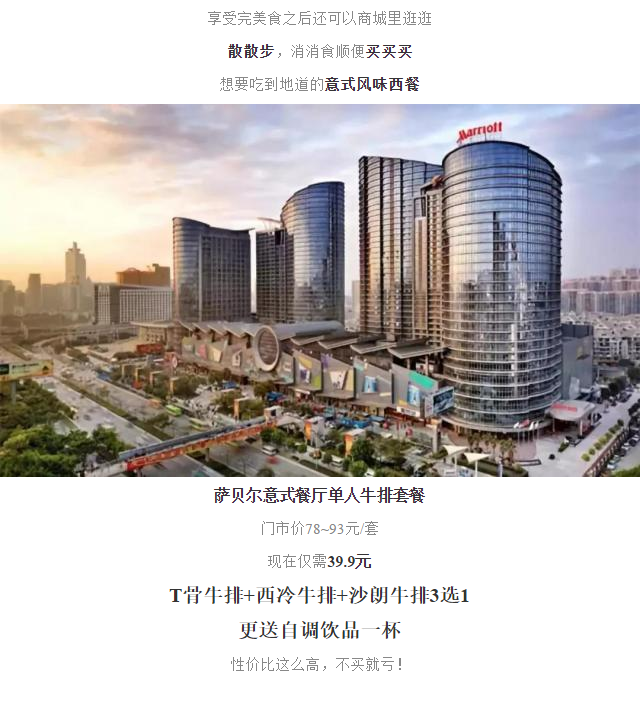 享受完美食之后还可以商城里逛逛
散散步，消消食顺便买买买
想要吃到地道的意式风味西餐
Marriott
萨贝尔意式餐厅单人牛排套餐
门市价78~93元/套
现在仅需39.9元
T骨牛排+西冷牛排+沙朗牛排3选1
更送自调饮品一杯
性价比这么高，不买就亏！